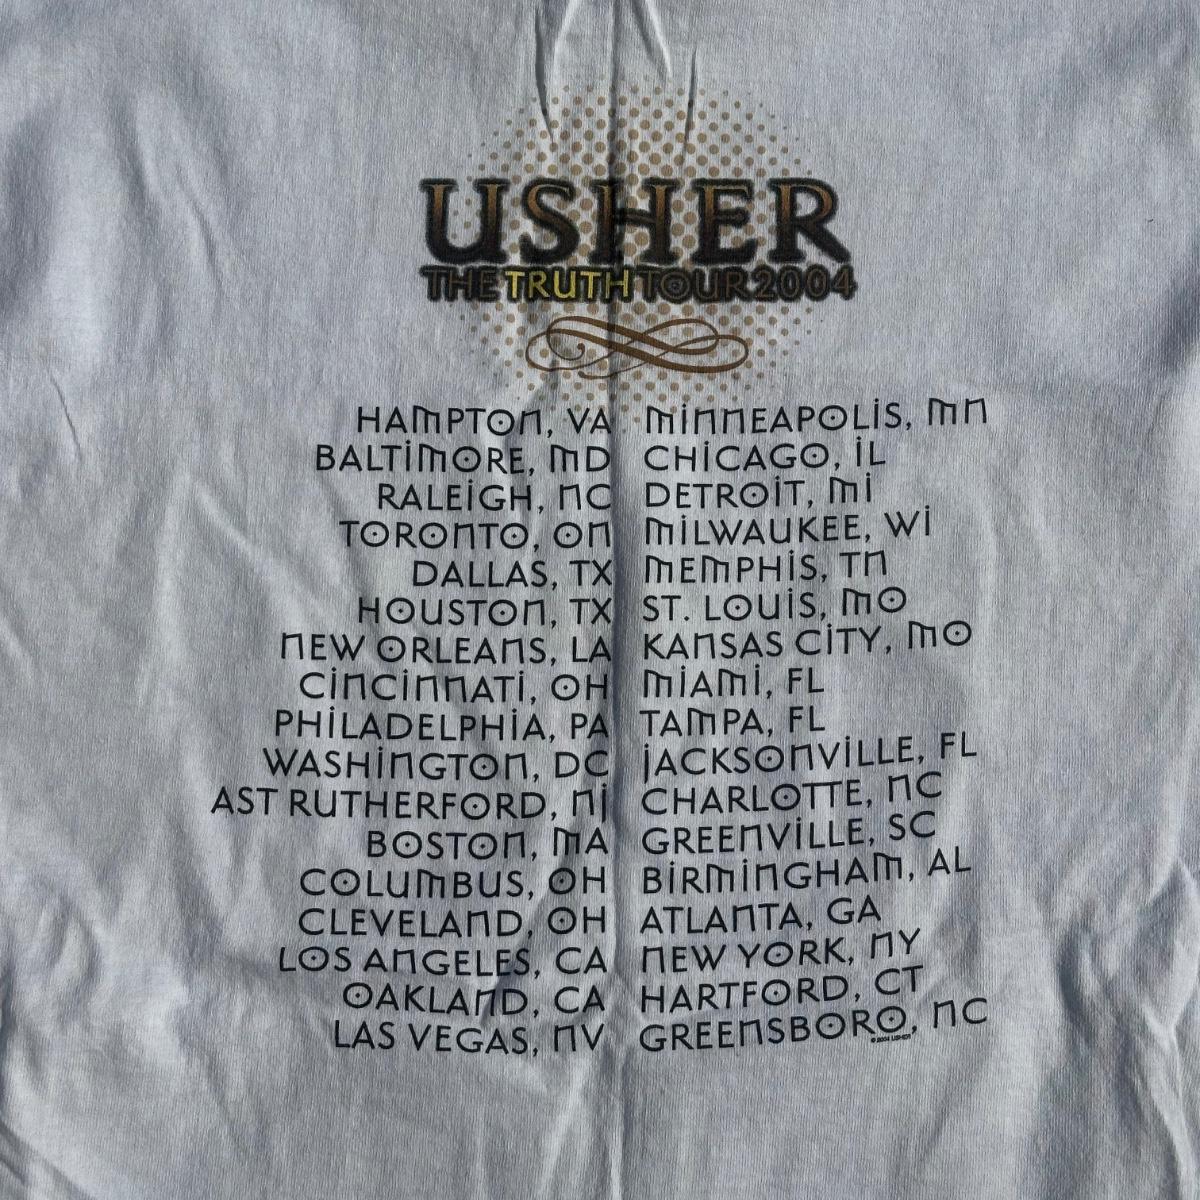 USHER
THE TRUTH TOUR 2004
HAMPTON, VA
BALTIMORE, MD
RALEIGH, NC
TORONTO, ON
DALLAS, TX
HOUSTON, TX
NEW ORLEANS, LA
CINCINNATI, OH
PHILADELPHIA, PA
WASHINGTON, DC
AST RUTHERFORD, NJ
BOSTON, MA
COLUMBUS, OH
CLEVELAND, OH
LOS ANGELES, CA
OAKLAND, CA
LAS VEGAS, NV
MINNEAPOLIS, MN
CHICAGO, IL
DETROIT, MI
MILWAUKEE, WI
MEMPHIS, TN
ST. LOUIS, MO
KANSAS CITY, MO
MIAMI, FL
TAMPA, FL
JACKSONVILLE, FL
CHARLOTTE, NC
GREENVILLE, SC
BIRMINGHAM, AL
ATLANTA, GA
NEW YORK, NY
HARTFORD, CT
GREENSBORO, NC
© 2004 USHER